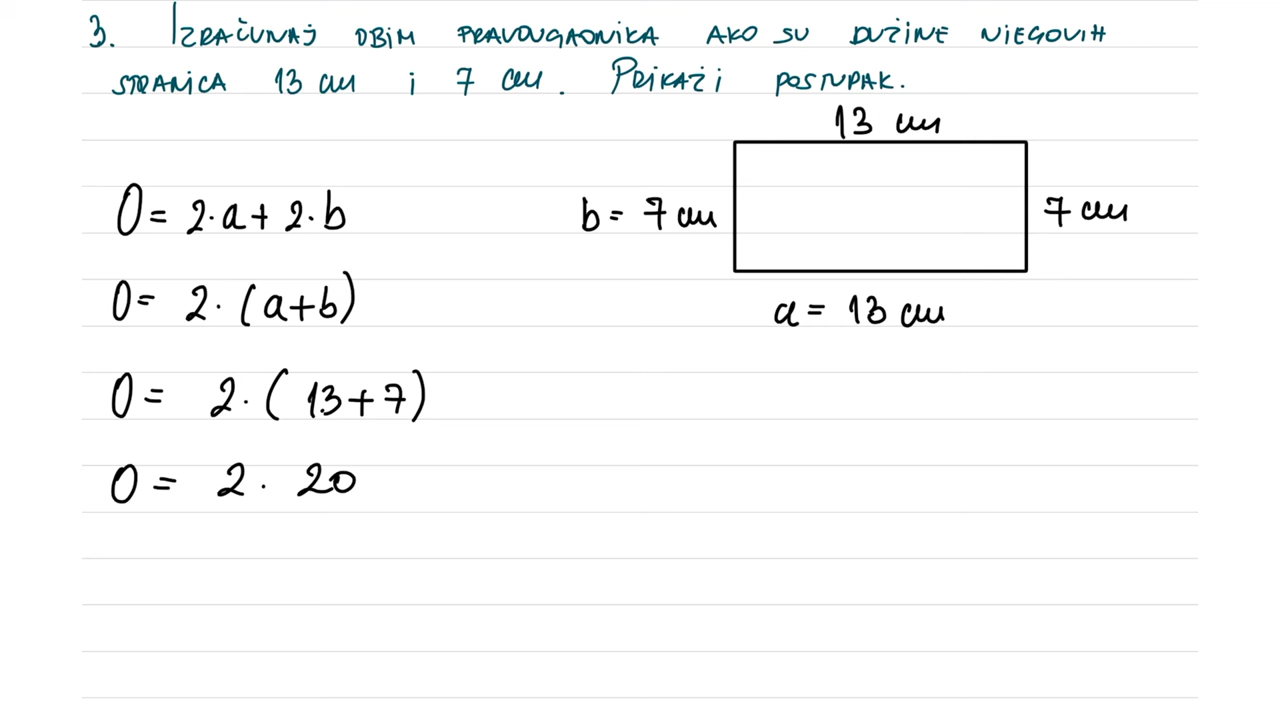 3. IZRAČUNAJ OBIM PRAVOUGAONIKA AKO SU DUŽINE NJEGOVIH
STRANICA 13 cm i 7 cm. PRIKAŽI POSTUPAK.
13 cm
O = 2·a + 2·b
b = 7 cm
7 cm
O = 2·(a+b)
a = 13 cm
O = 2·(13+7)
O = 2·20